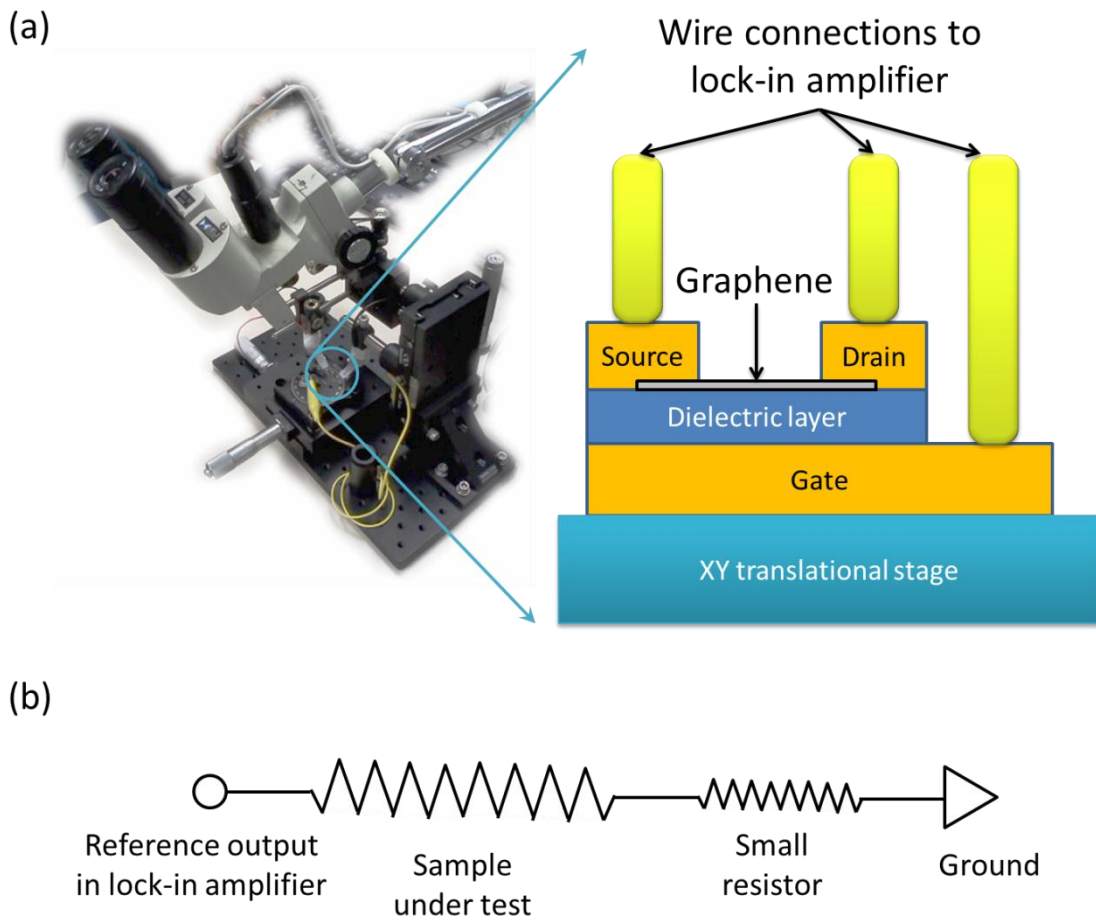 (a)
Wire connections to
lock-in amplifier
Graphene
Source
Drain
Dielectric layer
Gate
XY translational stage
(b)
Reference output
in lock-in amplifier
Sample
under test
Small
resistor
Ground